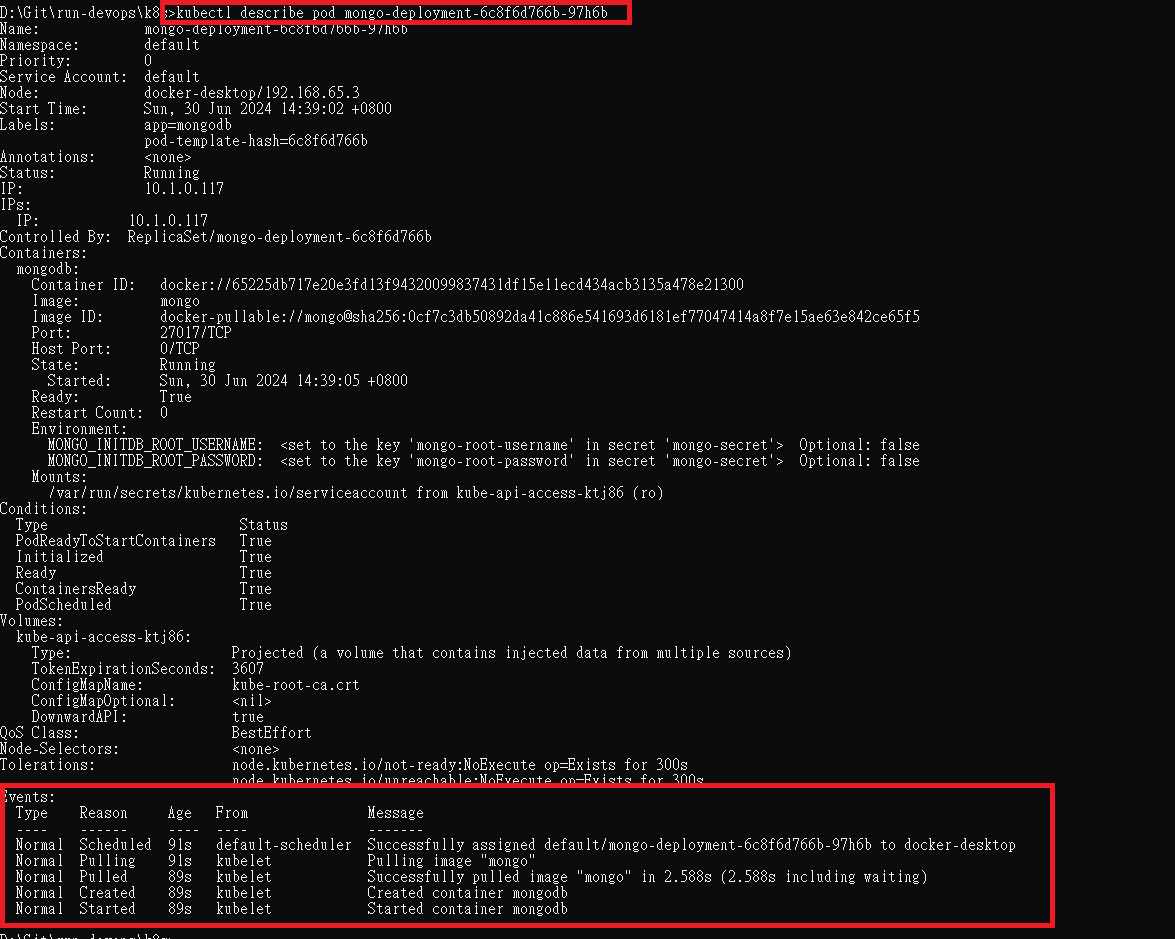 D:\Git\run-devops\k8s>kubectl describe pod mongo-deployment-6c8f6d766b-97h6b
Name:             mongo-deployment-6c8f6d766b-97h6b
Namespace:        default
Priority:         0
Service Account:  default
Node:             docker-desktop/192.168.65.3
Start Time:       Sun, 30 Jun 2024 14:39:02 +0800
Labels:           app=mongodb
                  pod-template-hash=6c8f6d766b
Annotations:      <none>
Status:           Running
IP:               10.1.0.117
IPs:
  IP:           10.1.0.117
Controlled By:  ReplicaSet/mongo-deployment-6c8f6d766b
Containers:
  mongodb:
    Container ID:   docker://65225db717e20e3fd13f94320099837431df15e11ecd434acb3135a478e21300
    Image:          mongo
    Image ID:       docker-pullable://mongo@sha256:0cf7c3db50892da41c886e541693d6181ef77047414a8f7e15ae63e842ce65f5
    Port:           27017/TCP
    Host Port:      0/TCP
    State:          Running
      Started:      Sun, 30 Jun 2024 14:39:05 +0800
    Ready:          True
    Restart Count:  0
    Environment:
      MONGO_INITDB_ROOT_USERNAME:  <set to the key 'mongo-root-username' in secret 'mongo-secret'>  Optional: false
      MONGO_INITDB_ROOT_PASSWORD:  <set to the key 'mongo-root-password' in secret 'mongo-secret'>  Optional: false
    Mounts:
      /var/run/secrets/kubernetes.io/serviceaccount from kube-api-access-ktj86 (ro)
Conditions:
  Type                        Status
  PodReadyToStartContainers   True
  Initialized                 True
  Ready                       True
  ContainersReady             True
  PodScheduled                True
Volumes:
  kube-api-access-ktj86:
    Type:                    Projected (a volume that contains injected data from multiple sources)
    TokenExpirationSeconds:  3607
    ConfigMapName:           kube-root-ca.crt
    ConfigMapOptional:       <nil>
    DownwardAPI:             true
QoS Class:                   BestEffort
Node-Selectors:              <none>
Tolerations:                 node.kubernetes.io/not-ready:NoExecute op=Exists for 300s
                             node.kubernetes.io/unreachable:NoExecute op=Exists for 300s
Events:
  Type    Reason     Age   From               Message
  ----    ------     ----  ----               -------
  Normal  Scheduled  91s   default-scheduler  Successfully assigned default/mongo-deployment-6c8f6d766b-97h6b to docker-desktop
  Normal  Pulling    91s   kubelet            Pulling image "mongo"
  Normal  Pulled     89s   kubelet            Successfully pulled image "mongo" in 2.588s (2.588s including waiting)
  Normal  Created    89s   kubelet            Created container mongodb
  Normal  Started    89s   kubelet            Started container mongodb